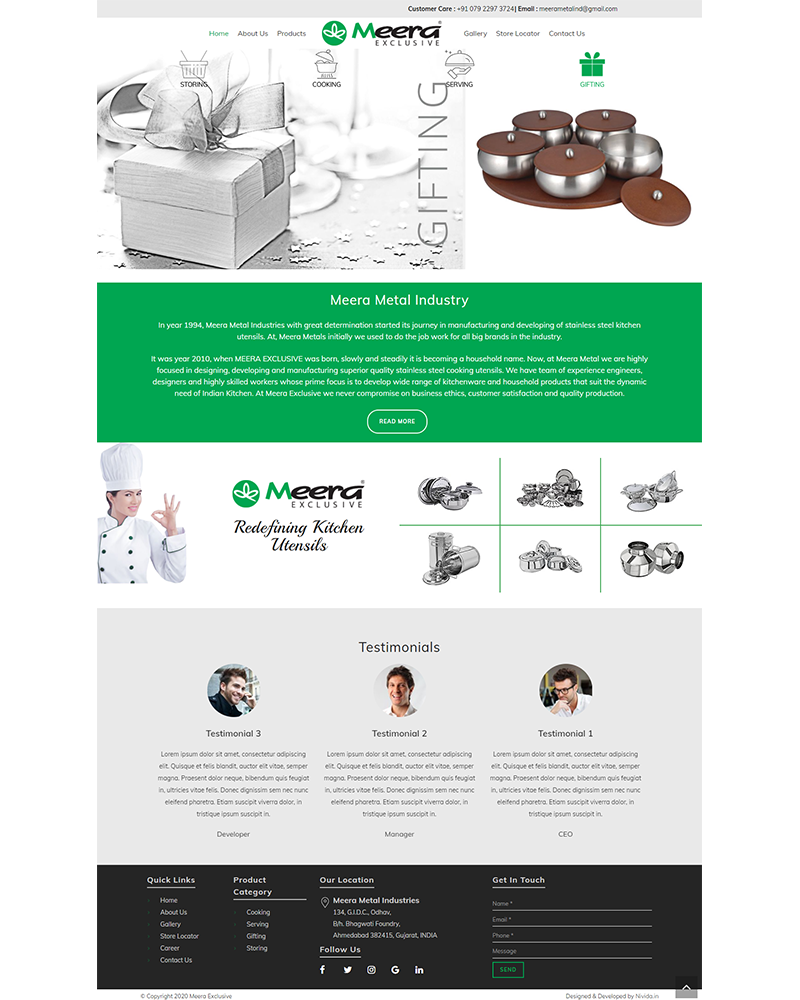 Customer Care : +91 079 2297 3724| Email : meerametalind@gmail.com
Home About Us Products Meera® EXCLUSIVE Gallery Store Locator Contact Us
STORING COOKING SERVING GIFTING
GIFTING
Meera Metal Industry
In year 1994, Meera Metal Industries with great determination started its journey in manufacturing and developing of stainless steel kitchen
utensils. At, Meera Metals initially we used to do the job work for all big brands in the industry.
It was year 2010, when MEERA EXCLUSIVE was born, slowly and steadily it is becoming a household name. Now, at Meera Metal we are highly
focused in designing, developing and manufacturing superior quality stainless steel cooking utensils. We have team of experience engineers,
designers and highly skilled workers whose prime focus is to develop wide range of kitchenware and household products that suit the dynamic
need of Indian Kitchen. At Meera Exclusive we never compromise on business ethics, customer satisfaction and quality production.
READ MORE
Meera®
EXCLUSIVE
Redefining Kitchen
Utensils
Testimonials
Testimonial 3
Lorem ipsum dolor sit amet, consectetur adipiscing
elit. Quisque et felis blandit, auctor elit vitae, semper
magna. Praesent dolor neque, bibendum quis feugiat
in, ultricies vitae felis. Donec dignissim sem nec nunc
eleifend pharetra. Etiam suscipit viverra dolor, in
tristique ipsum suscipit in.
Developer
Testimonial 2
Lorem ipsum dolor sit amet, consectetur adipiscing
elit. Quisque et felis blandit, auctor elit vitae, semper
magna. Praesent dolor neque, bibendum quis feugiat
in, ultricies vitae felis. Donec dignissim sem nec nunc
eleifend pharetra. Etiam suscipit viverra dolor, in
tristique ipsum suscipit in.
Manager
Testimonial 1
Lorem ipsum dolor sit amet, consectetur adipiscing
elit. Quisque et felis blandit, auctor elit vitae, semper
magna. Praesent dolor neque, bibendum quis feugiat
in, ultricies vitae felis. Donec dignissim sem nec nunc
eleifend pharetra. Etiam suscipit viverra dolor, in
tristique ipsum suscipit in.
CEO
Quick Links
Home
About Us
Gallery
Store Locator
Career
Contact Us
Product
Category
Cooking
Serving
Gifting
Storing
Our Location
Meera Metal Industries
134, G.I.D.C., Odhav,
B/h. Bhagwati Foundry,
Ahmedabad 382415, Gujarat, INDIA
Follow Us
Get In Touch
Name *
Email *
Phone *
Message
SEND
© Copyright 2020 Meera Exclusive
Designed & Developed by Nivida.in